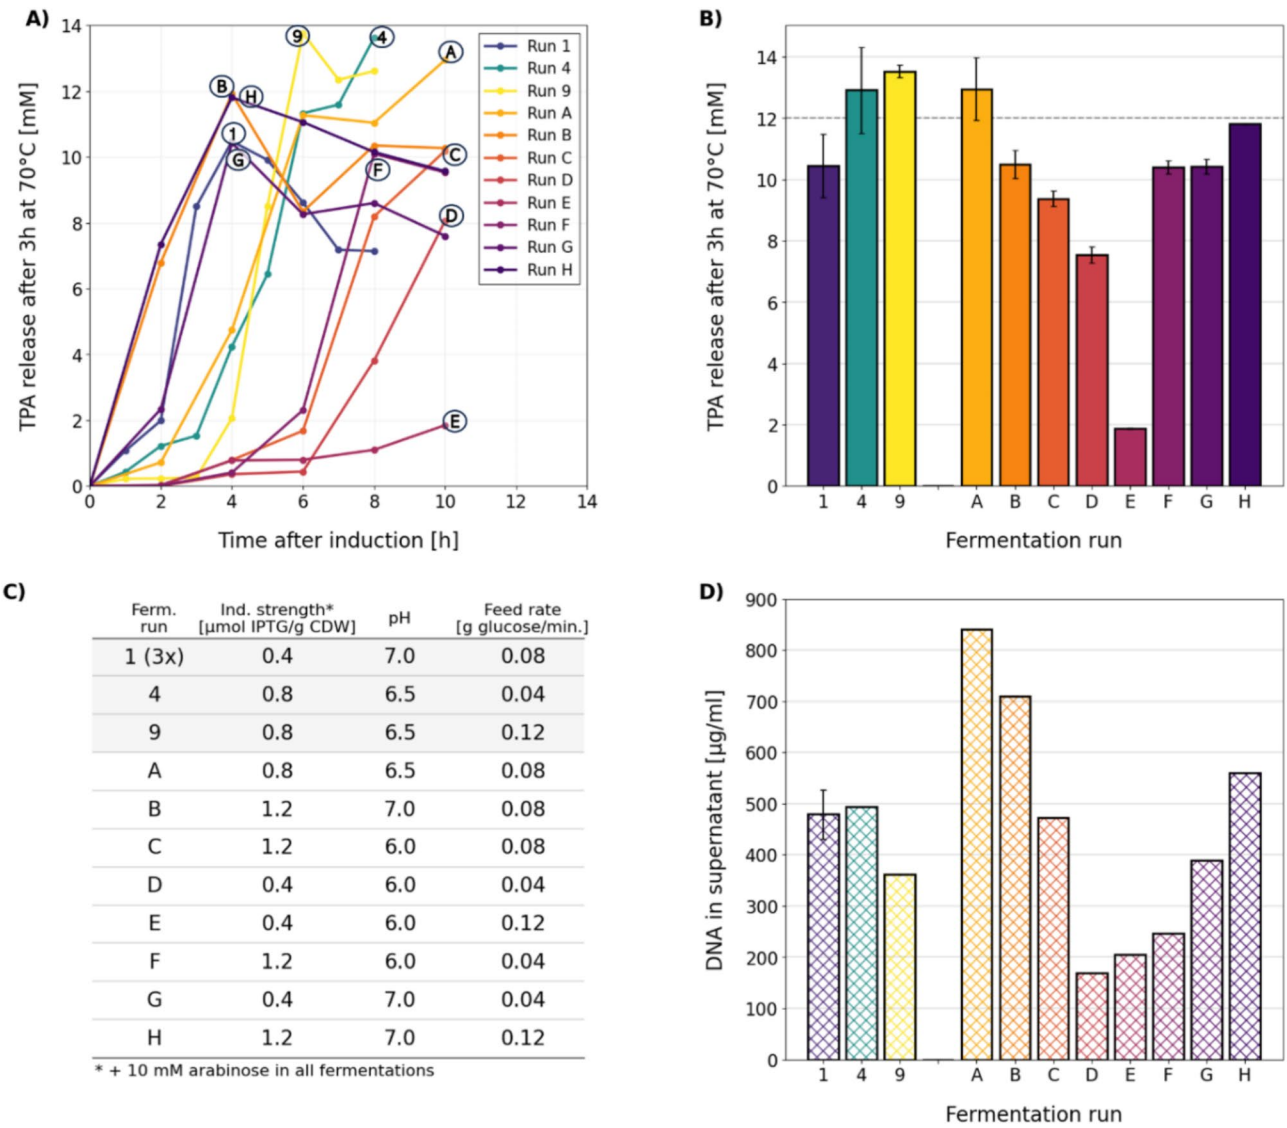 A)
TPA release after 3h at 70°C [mM]
14
12
10
8
6
4
2
0
0 2 4 6 8 10 12 14
Time after induction [h]
9
4
A
B
H
1
G
C
F
D
E
Run 1
Run 4
Run 9
Run A
Run B
Run C
Run D
Run E
Run F
Run G
Run H
B)
TPA release after 3h at 70°C [mM]
14
12
10
8
6
4
2
0
1 4 9 A B C D E F G H
Fermentation run
C)
Ferm. run Ind. strength* [µmol IPTG/g CDW] pH Feed rate [g glucose/min.]
1 (3x) 0.4 7.0 0.08
4 0.8 6.5 0.04
9 0.8 6.5 0.12
A 0.8 6.5 0.08
B 1.2 7.0 0.08
C 1.2 6.0 0.08
D 0.4 6.0 0.04
E 0.4 6.0 0.12
F 1.2 6.0 0.04
G 0.4 7.0 0.04
H 1.2 7.0 0.12
* + 10 mM arabinose in all fermentations
D)
DNA in supernatant [µg/ml]
900
800
700
600
500
400
300
200
100
0
1 4 9 A B C D E F G H
Fermentation run